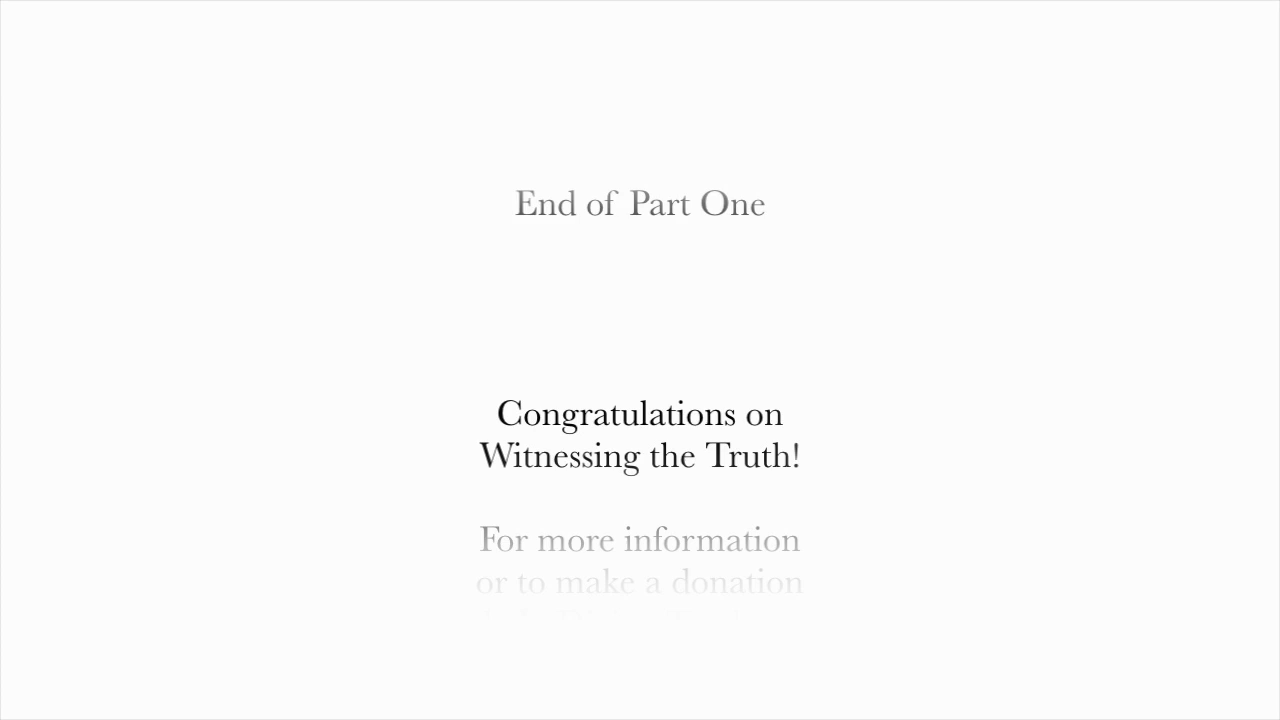 End of Part One
Congratulations on
Witnessing the Truth!
For more information
or to make a donation